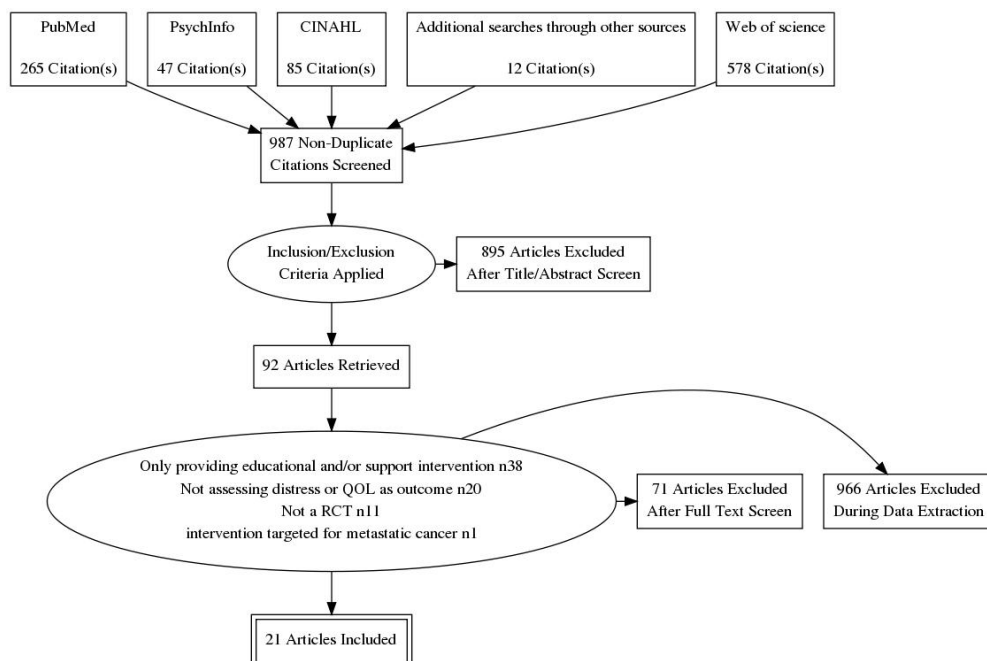 PubMed
265 Citation(s)
PsychInfo
47 Citation(s)
CINAHL
85 Citation(s)
Additional searches through other sources
12 Citation(s)
Web of science
578 Citation(s)
987 Non-Duplicate
Citations Screened
Inclusion/Exclusion
Criteria Applied
895 Articles Excluded
After Title/Abstract Screen
92 Articles Retrieved
Only providing educational and/or support intervention n38
Not assessing distress or QOL as outcome n20
Not a RCT n11
intervention targeted for metastatic cancer n1
71 Articles Excluded
After Full Text Screen
966 Articles Excluded
During Data Extraction
21 Articles Included